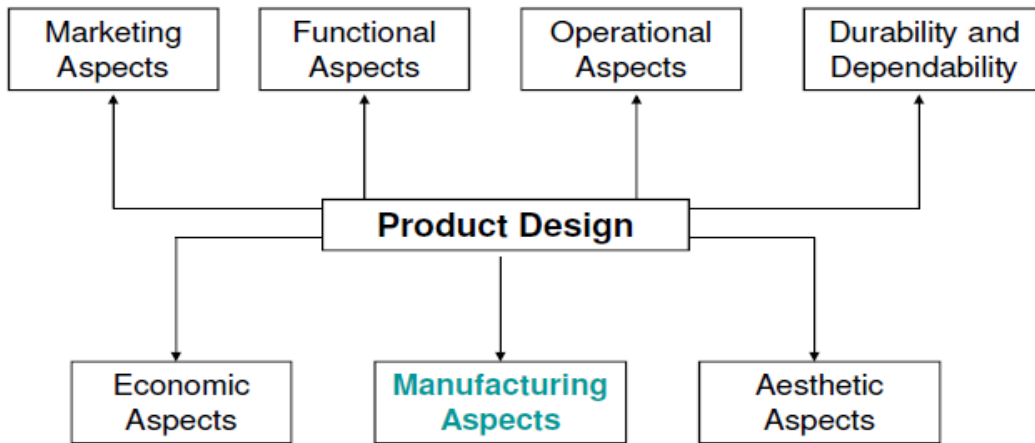 Marketing
Aspects
Functional
Aspects
Operational
Aspects
Durability and
Dependability
Product Design
Economic
Aspects
Manufacturing
Aspects
Aesthetic
Aspects